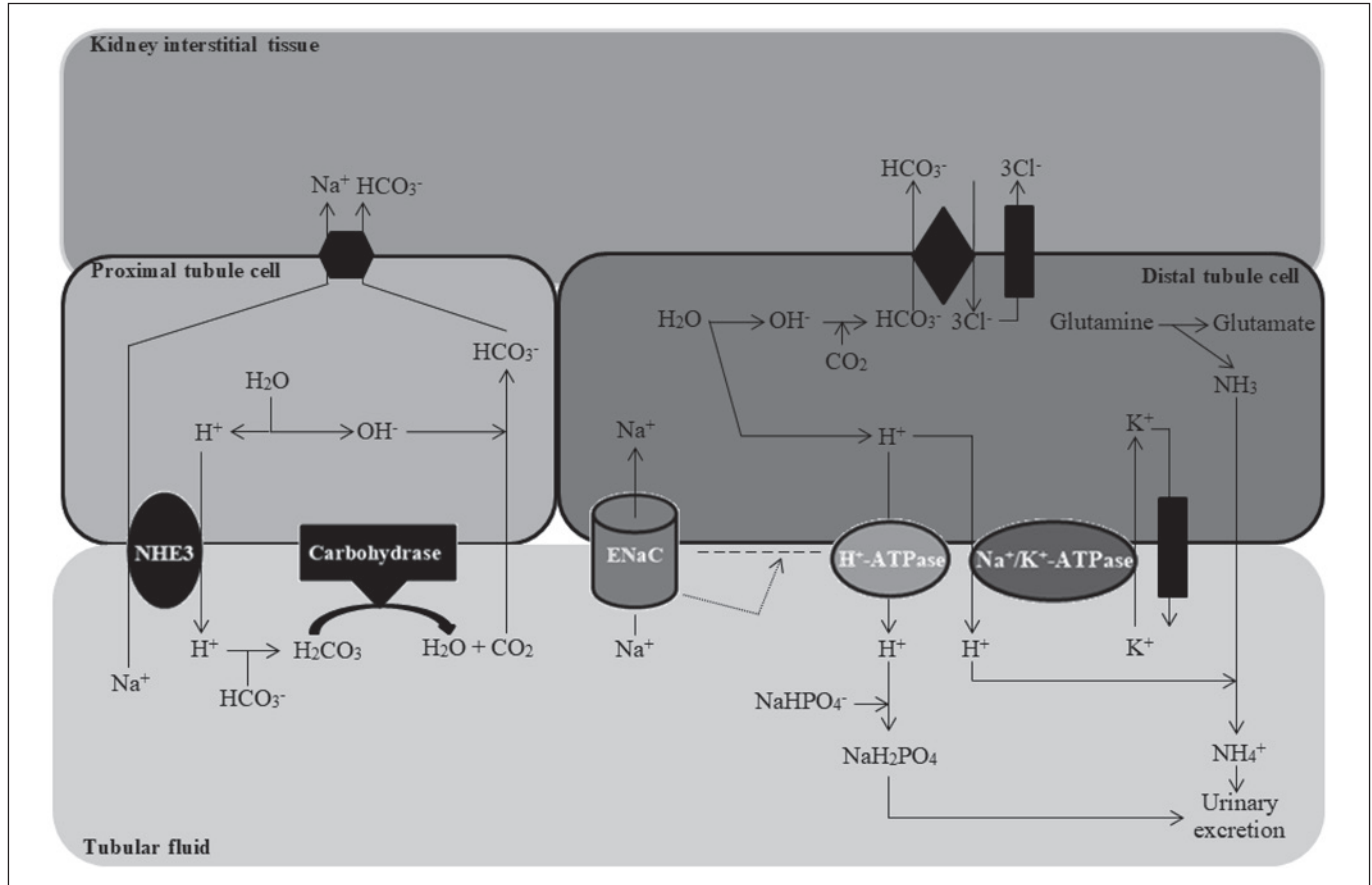 Kidney interstitial tissue
Na⁺ HCO₃⁻
HCO₃⁻
3Cl⁻
Proximal tubule cell
Distal tubule cell
H₂O
OH⁻
HCO₃⁻
3Cl⁻
Glutamine
Glutamate
CO₂
NH₃
HCO₃⁻
H₂O
H⁺
OH⁻
Na⁺
H⁺
K⁺
NHE3
Carbohydrase
ENaC
H⁺-ATPase
Na⁺/K⁺-ATPase
H⁺
H₂CO₃
H₂O + CO₂
Na⁺
H⁺
H⁺
K⁺
Na⁺
HCO₃⁻
NaHPO₄⁻
NaH₂PO₄
NH₄⁺
Urinary
excretion
Tubular fluid